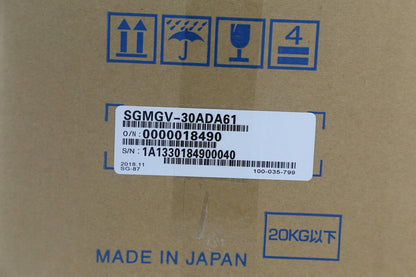 4
SGMGV-30ADA61
O/N: 0000018490
S/N: 1A1330184900040
2018.11
SG-87
100-035-799
20KG以下
MADE IN JAPAN